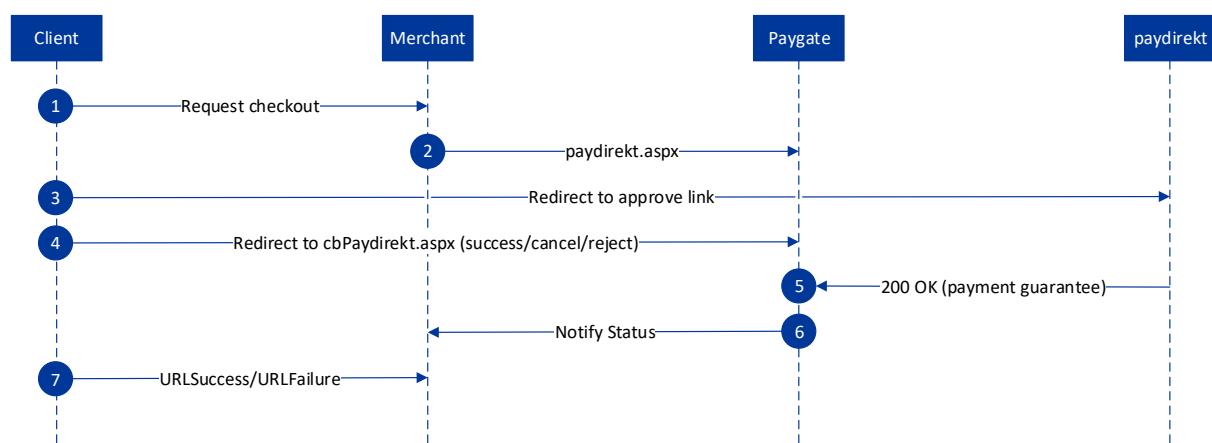 Client
Merchant
Paygate
paydirekt
1
Request checkout
2
paydirekt.aspx
3
Redirect to approve link
4
Redirect to cbPaydirekt.aspx (success/cancel/reject)
5
200 OK (payment guarantee)
Notify Status
6
7
URLSuccess/URLFailure